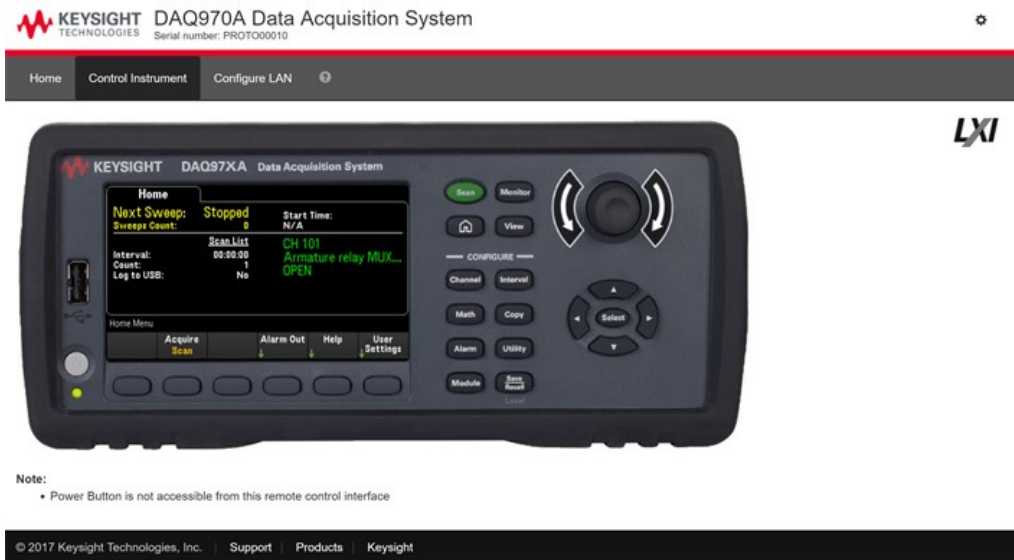 KEYSIGHT
TECHNOLOGIES
DAQ970A Data Acquisition System
Serial number: PROTO00010
Home Control Instrument Configure LAN ?
LXI
KEYSIGHT DAQ97XA Data Acquisition System
Home
Next Sweep: Stopped
Sweeps Count: 0
Start Time:
N/A
Scan List
Interval: 00:00:00
Count: 1
Log to USB: No
CH 101
Armature relay MUX...
OPEN
Home Menu
Acquire
Scan
Alarm Out
Help
User
Settings
Scan Monitor
View
CONFIGURE
Channel Interval
Math Copy
Alarm Utility
Module Save
Recall
Local
Select
Note:
• Power Button is not accessible from this remote control interface
© 2017 Keysight Technologies, Inc. | Support | Products | Keysight